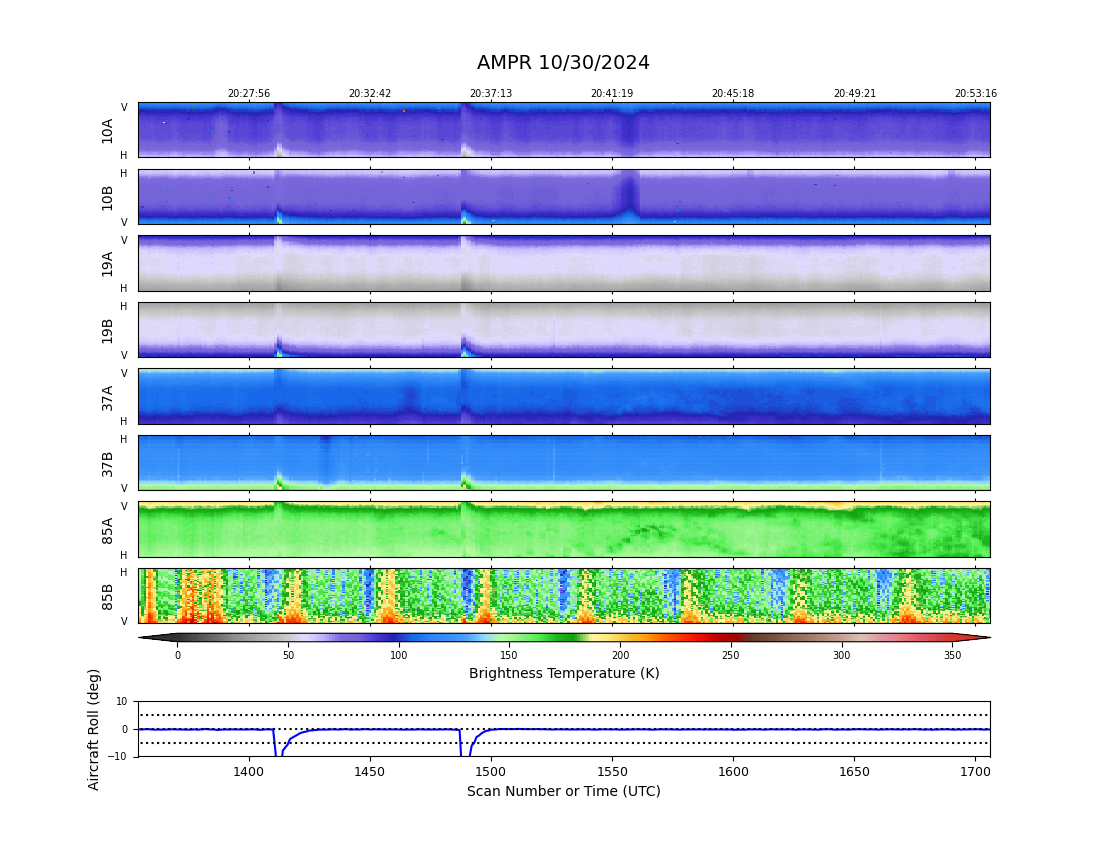 AMPR 10/30/2024
20:27:56 20:32:42 20:37:13 20:41:19 20:45:18 20:49:21 20:53:16
V
10A
H
H
10B
V
V
19A
H
H
19B
V
V
37A
H
H
37B
V
V
85A
H
H
85B
V
0 50 100 150 200 250 300 350
Brightness Temperature (K)
Aircraft Roll (deg)
10
0
−10
1400 1450 1500 1550 1600 1650 1700
Scan Number or Time (UTC)